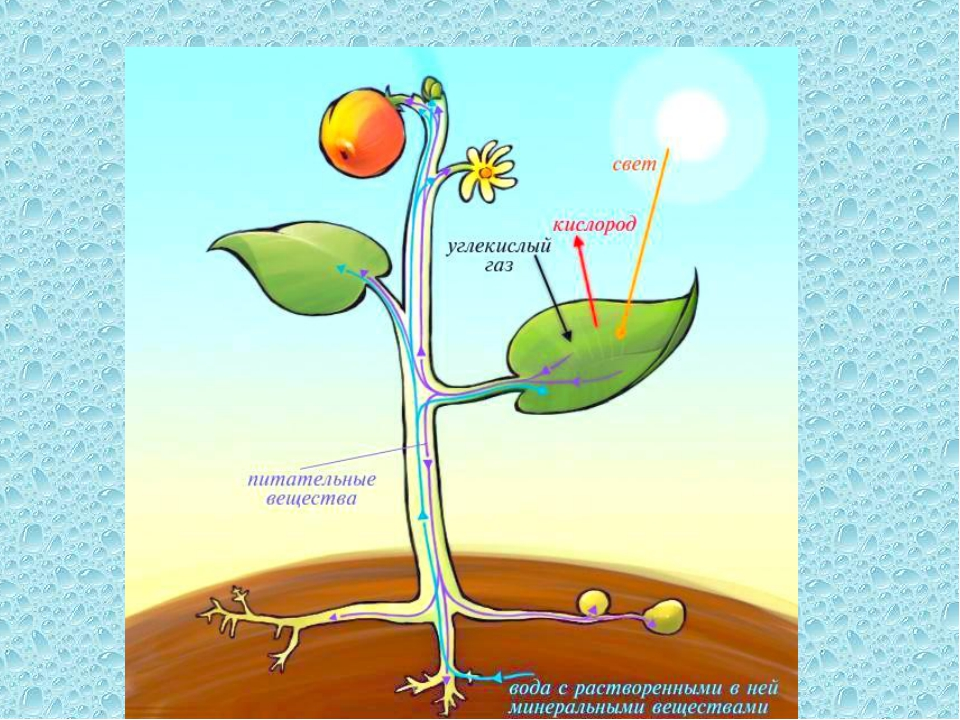 свет
кислород
углекислый
газ
питательные
вещества
вода с растворенными в ней
минеральными веществами